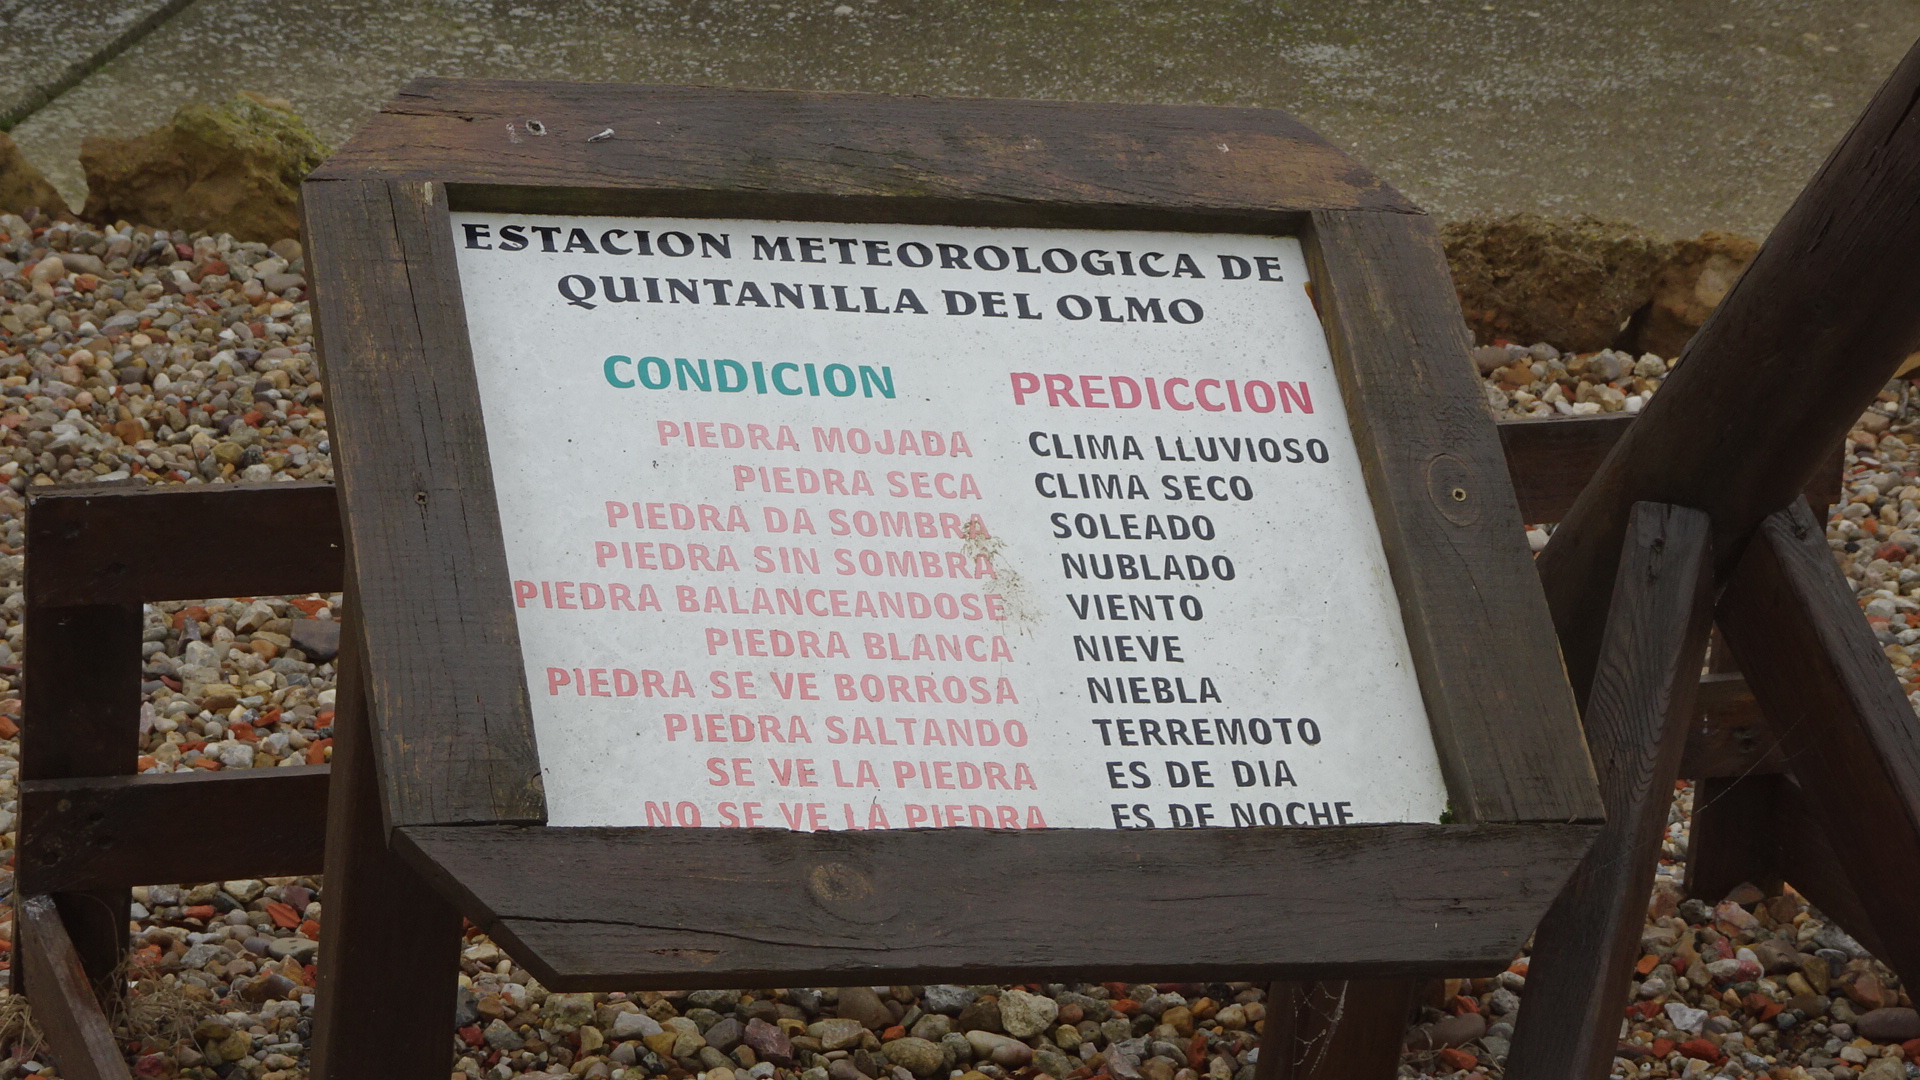 ESTACION METEOROLOGICA DE
QUINTANILLA DEL OLMO
CONDICION PREDICCION
PIEDRA MOJADA CLIMA LLUVIOSO
PIEDRA SECA CLIMA SECO
PIEDRA DA SOMBRA SOLEADO
PIEDRA SIN SOMBRA NUBLADO
PIEDRA BALANCEANDOSE VIENTO
PIEDRA BLANCA NIEVE
PIEDRA SE VE BORROSA NIEBLA
PIEDRA SALTANDO TERREMOTO
SE VE LA PIEDRA ES DE DIA
NO SE VE LA PIEDRA ES DE NOCHE